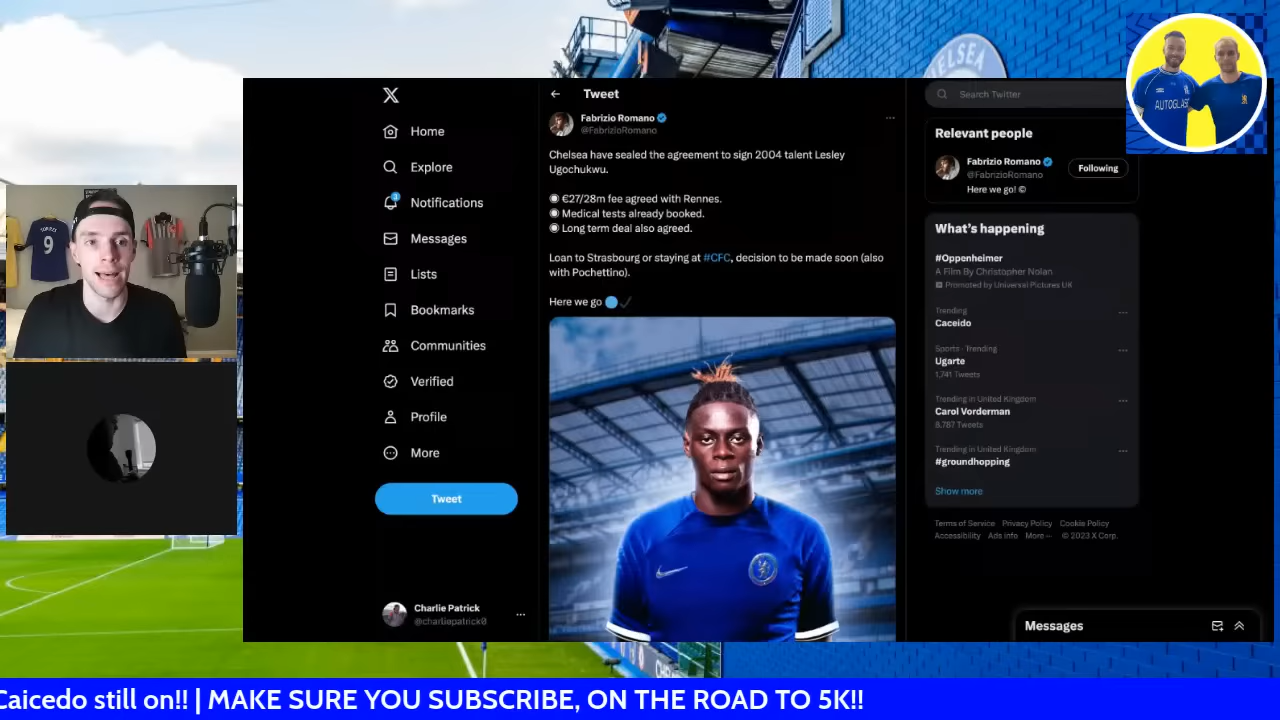 CHELSEA
AUTOGLASS
9
X
Home
Explore
3
Notifications
Messages
Lists
Bookmarks
Communities
Verified
Profile
More
Tweet
Charlie Patrick
@charliepatrick0
Tweet
Fabrizio Romano
@FabrizioRomano
Chelsea have sealed the agreement to sign 2004 talent Lesley
Ugochukwu.
◉ €27/28m fee agreed with Rennes.
◉ Medical tests already booked.
◉ Long term deal also agreed.
Loan to Strasbourg or staying at #CFC, decision to be made soon (also
with Pochettino).
Here we go 🔵✔️
Search Twitter
Relevant people
Fabrizio Romano
@FabrizioRomano
Following
Here we go! ©
What's happening
#Oppenheimer
A Film By Christopher Nolan
Promoted by Universal Pictures UK
Trending
Caceido
Sports · Trending
Ugarte
1,741 Tweets
Trending in United Kingdom
Carol Vorderman
8,787 Tweets
Trending in United Kingdom
#groundhopping
Show more
Terms of Service Privacy Policy Cookie Policy
Accessibility Ads info More ··· © 2023 X Corp.
Messages
Caicedo still on!! | MAKE SURE YOU SUBSCRIBE, ON THE ROAD TO 5K!!